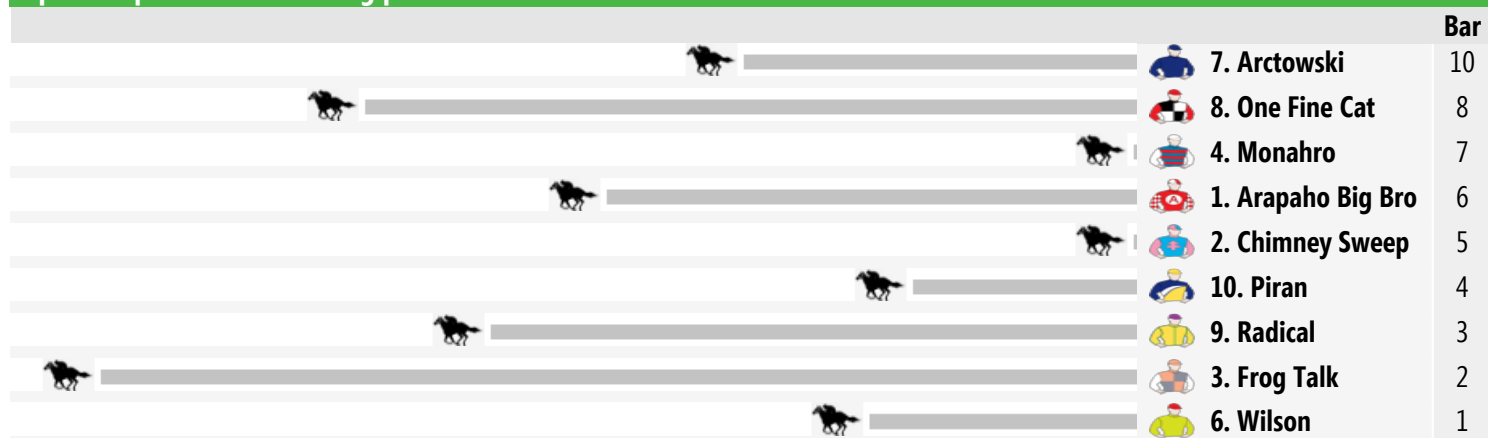 Bar
7. Arctowski 10
8. One Fine Cat 8
4. Monahro 7
1. Arapaho Big Bro 6
A
2. Chimney Sweep 5
10. Piran 4
9. Radical 3
3. Frog Talk 2
6. Wilson 1